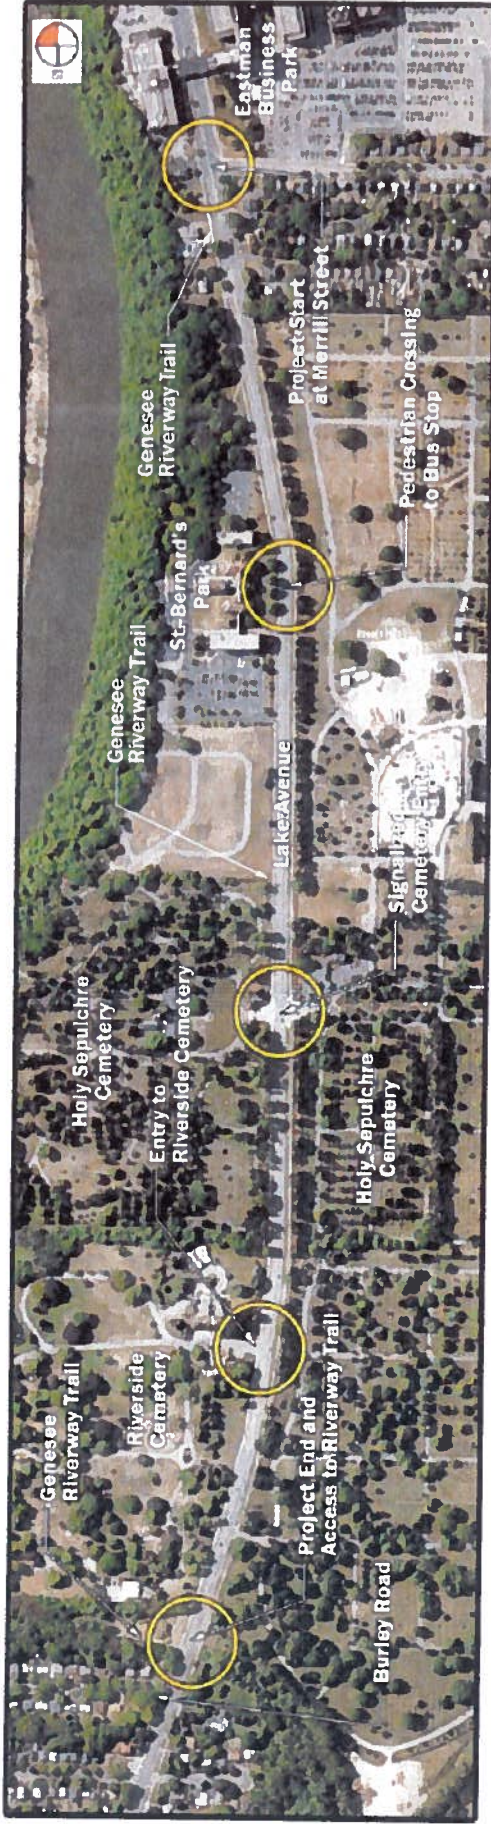 Genesee
Riverway Trail
Riverside
Cemetery
Project End and
Access to Riverway Trail
Burley Road
Holy Sepulchre
Cemetery
Entry to
Riverside Cemetery
Holy Sepulchre
Cemetery
Genesee
Riverway Trail
Lake Avenue
Signalized
Cemetery Entry
St. Bernard's
Park
Genesee
Riverway Trail
Project Start
at Merrill Street
Pedestrian Crossing
to Bus Stop
Eastman
Business
Park